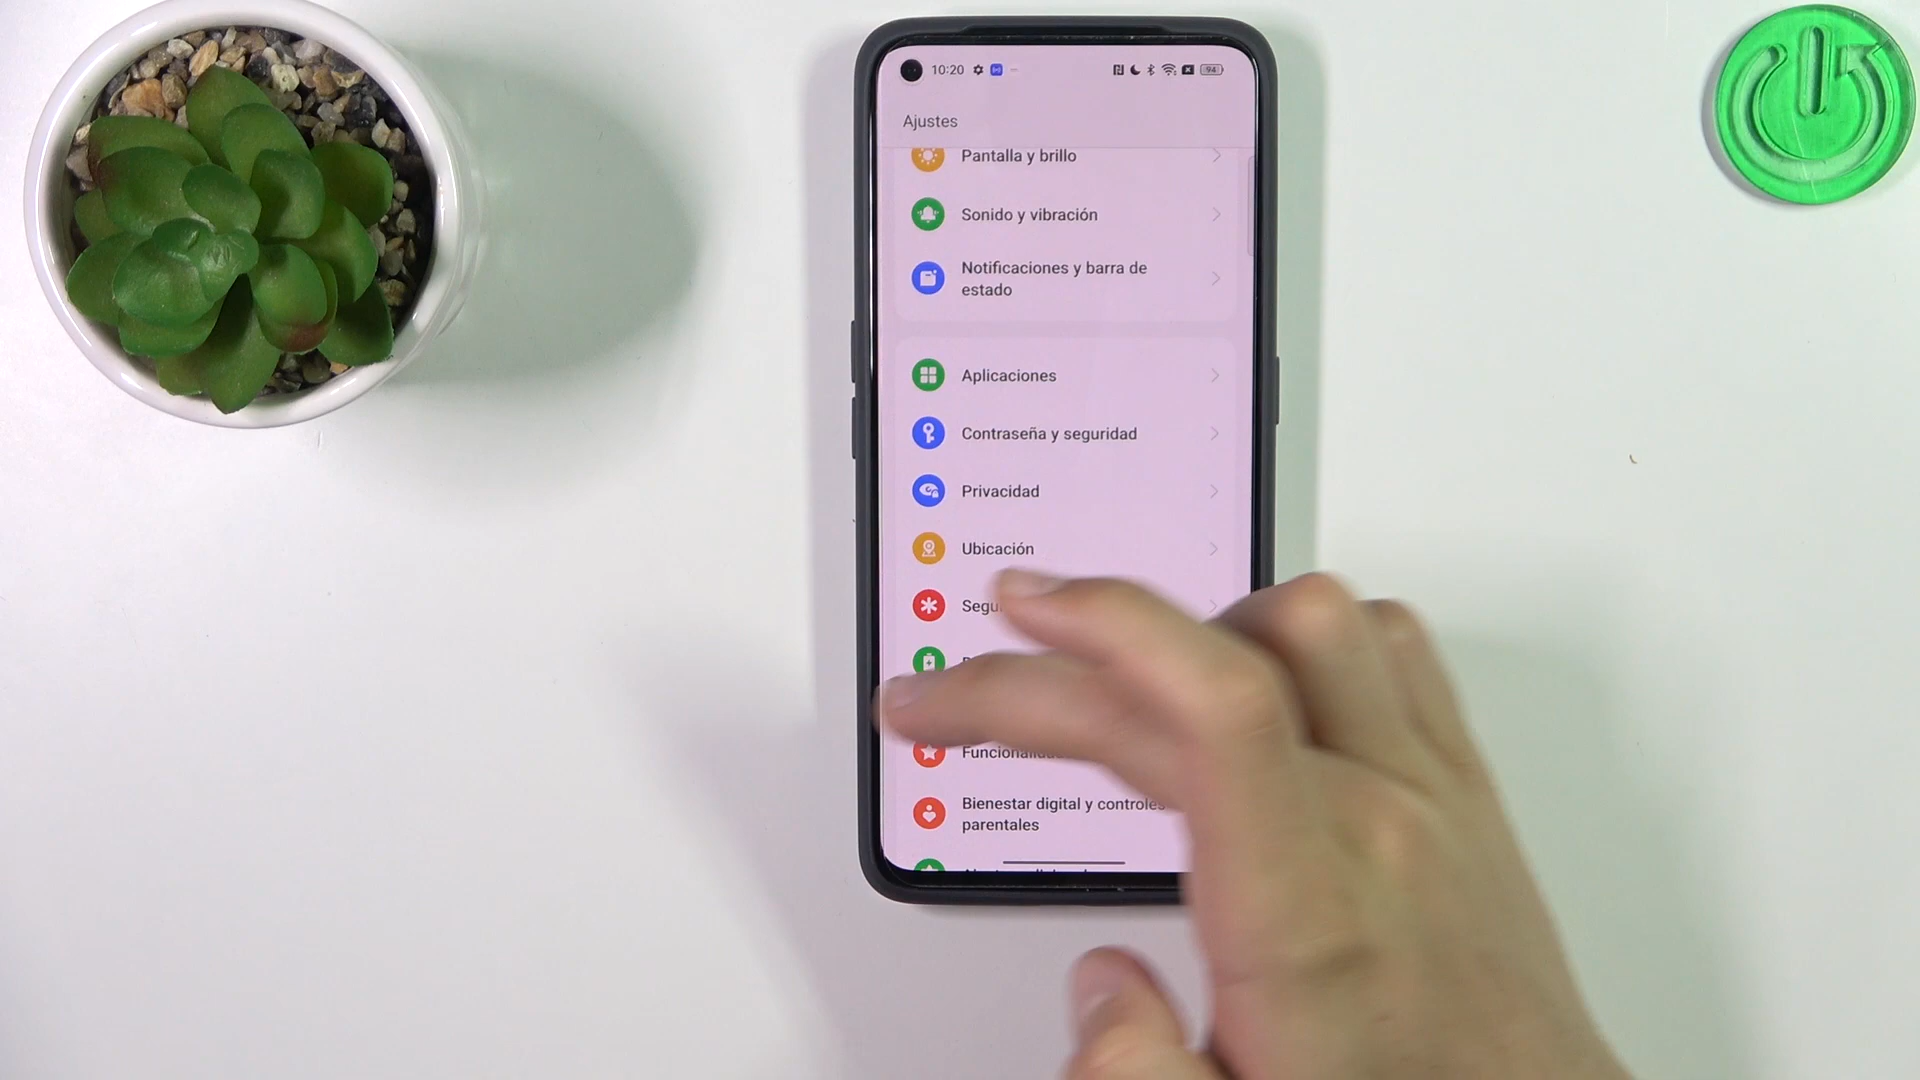 10:20
94
Ajustes
Pantalla y brillo
Sonido y vibración
Notificaciones y barra de
estado
Aplicaciones
Contraseña y seguridad
Privacidad
Ubicación
Bienestar digital y controles
parentales